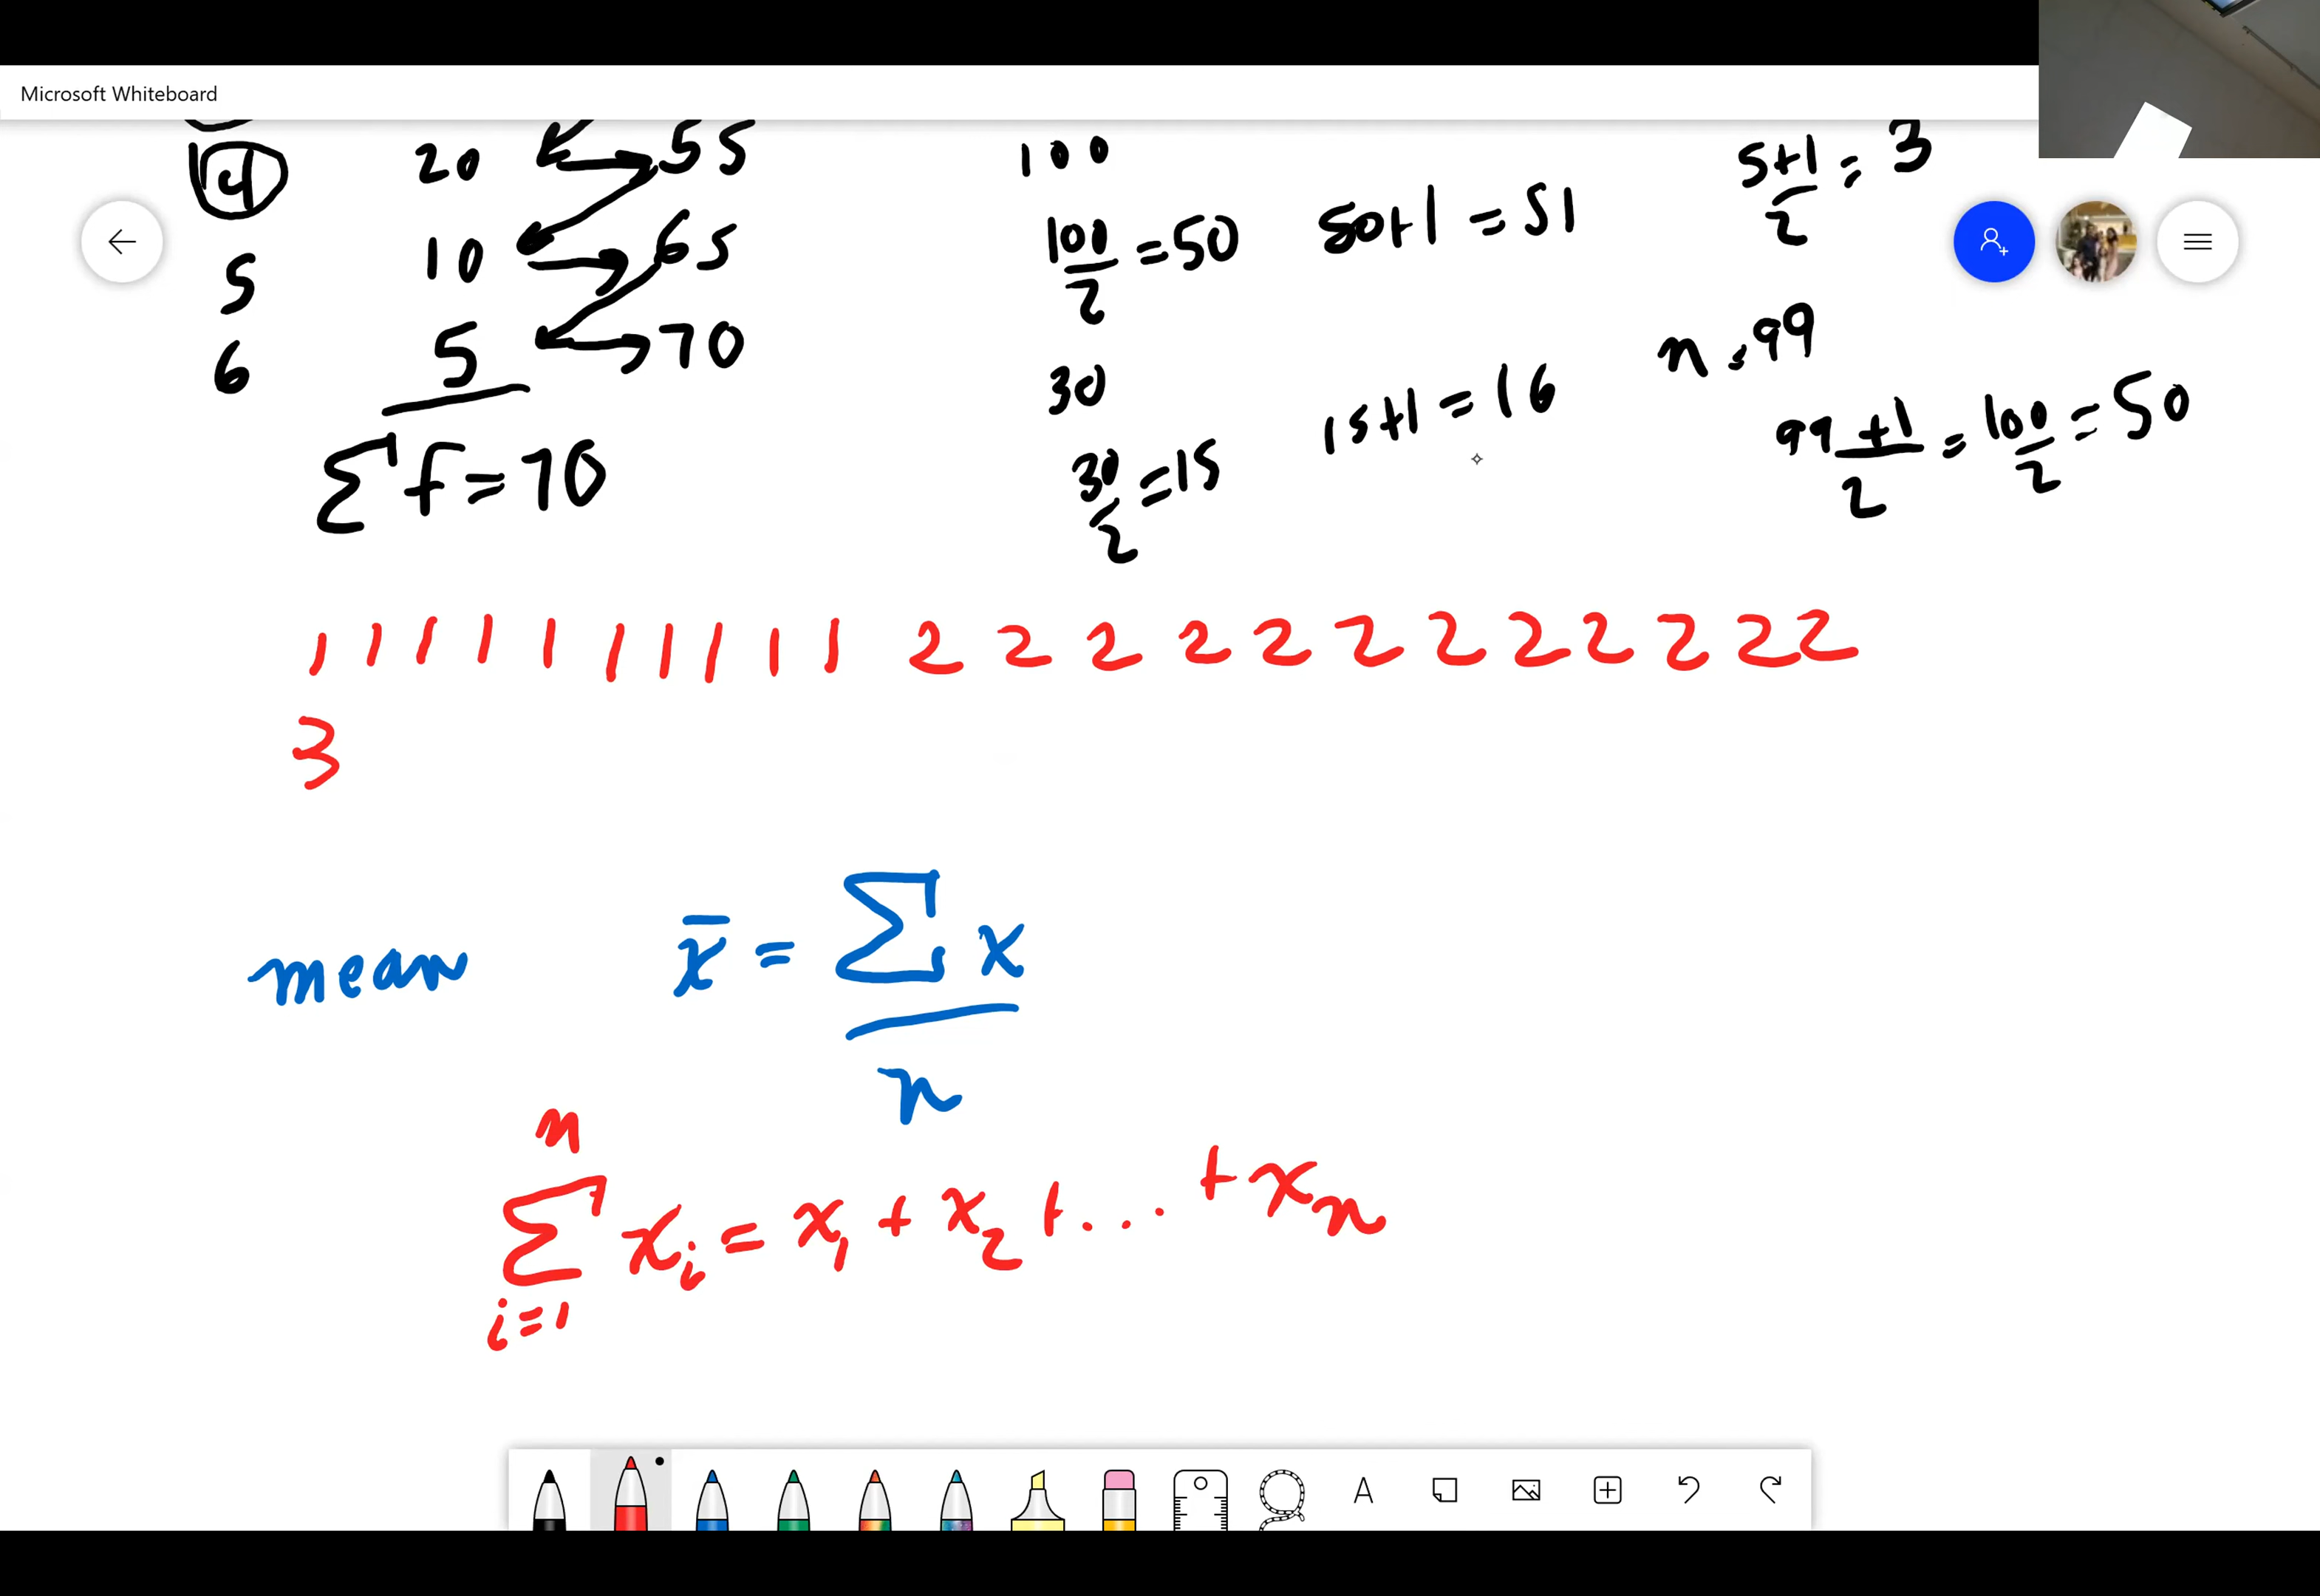 Microsoft Whiteboard
4 20 55
5 10 65
6 5 70
∑f=70
100
100/2 =50 50+1 =51
30
30/2 =15 15+1 =16
5+1/2 = 3
n=99
99+1/2 = 100/2 = 50
1 1 1 1 1 1 1 1 1 1 2 2 2 2 2 2 2 2 2 2 2 2
3
mean x̄ = ∑x/n
n
∑ xi = x1 + x2 +... + xn
i=1
A